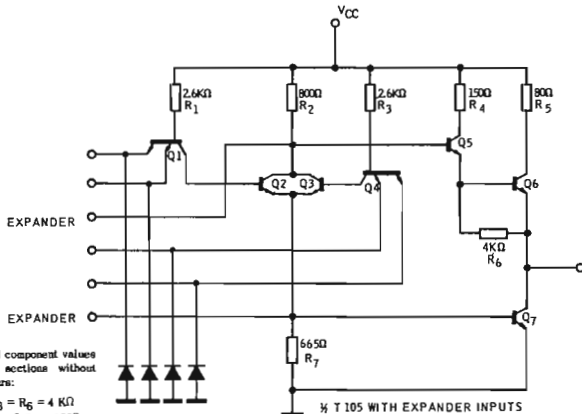 VCC
2.6KΩ
R1
800Ω
R2
2.6KΩ
R3
150Ω
R4
80Ω
R5
Q1
Q2
Q3
Q4
Q5
Q6
4KΩ
R6
Q7
EXPANDER
EXPANDER
665Ω
R7
component values
sections without
= R6 = 4 KΩ
½ T 105 WITH EXPANDER INPUTS